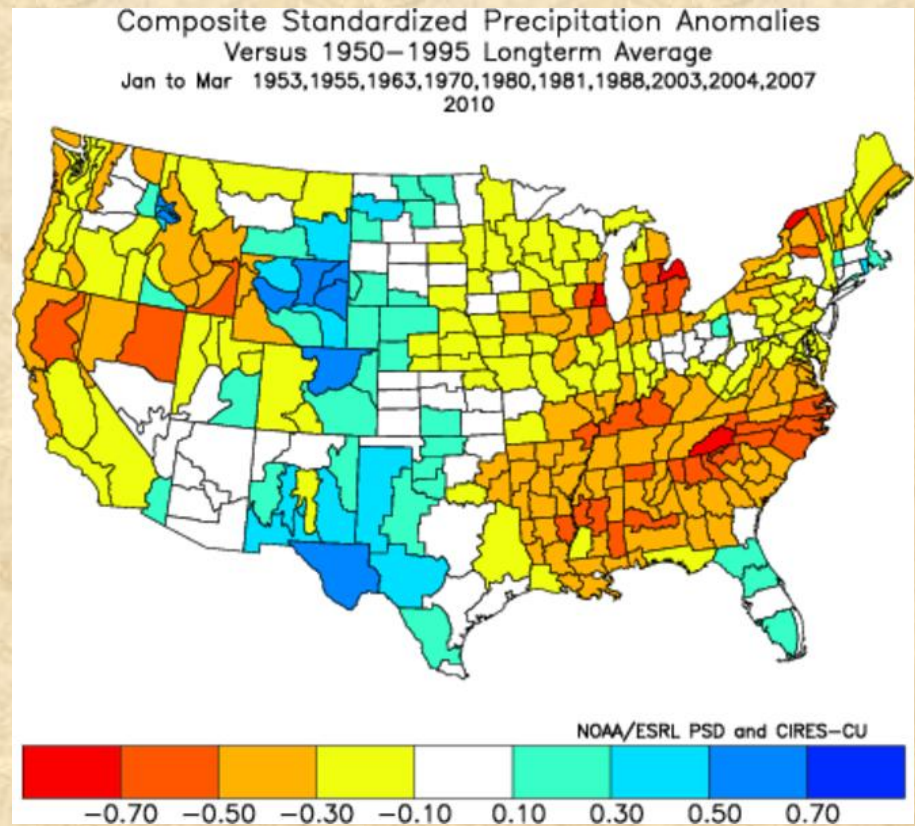 Composite Standardized Precipitation Anomalies
Versus 1950-1995 Longterm Average
Jan to Mar 1953,1955,1963,1970,1980,1981,1988,2003,2004,2007
2010
NOAA/ESRL PSD and CIRES-CU
-0.70 -0.50 -0.30 -0.10 0.10 0.30 0.50 0.70